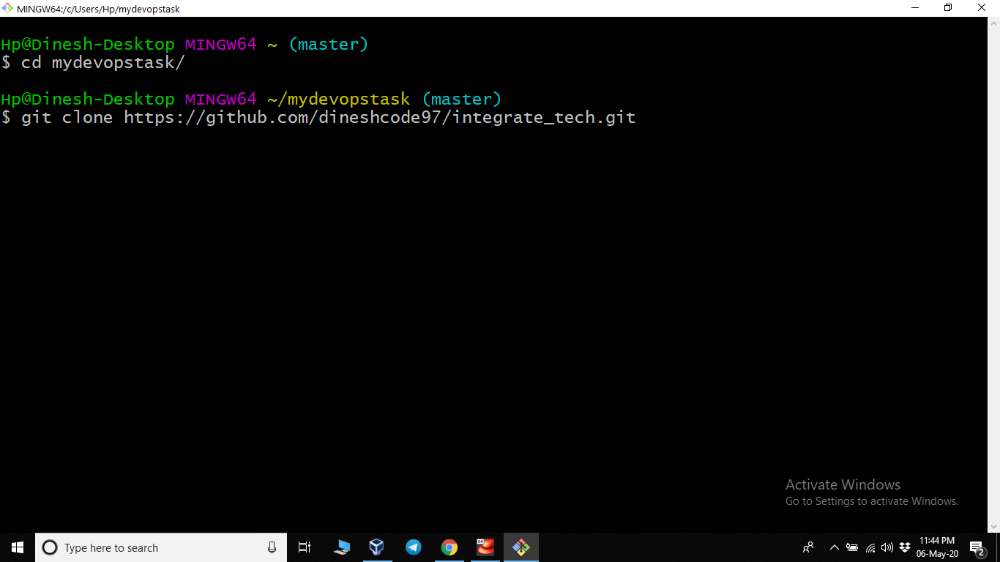 MINGW64:/c/Users/Hp/mydevopstask
Hp@Dinesh-Desktop MINGW64 ~ (master)
$ cd mydevopstask/
Hp@Dinesh-Desktop MINGW64 ~/mydevopstask (master)
$ git clone https://github.com/dineshcode97/integrate_tech.git
Activate Windows
Go to Settings to activate Windows.
Type here to search
64
11:44 PM
06-May-20
2